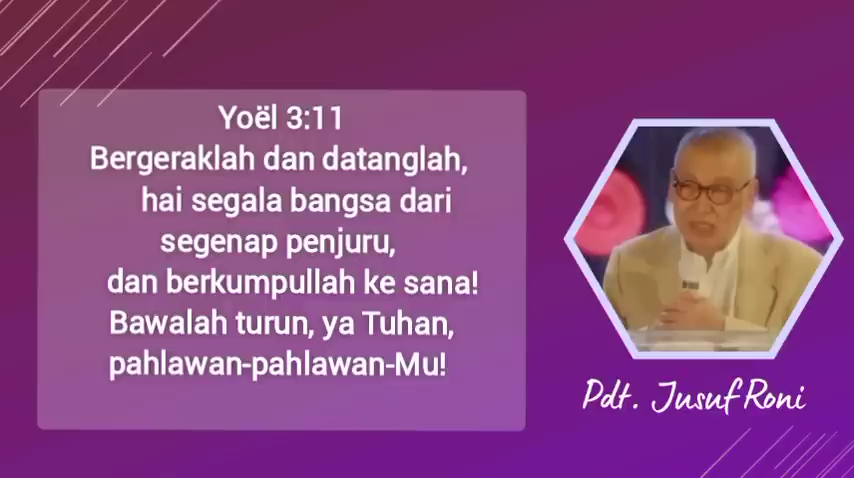 Yoël 3:11
Bergeraklah dan datanglah,
hai segala bangsa dari
segenap penjuru,
dan berkumpullah ke sana!
Bawalah turun, ya Tuhan,
pahlawan-pahlawan-Mu!
Pdt. Jusuf Roni